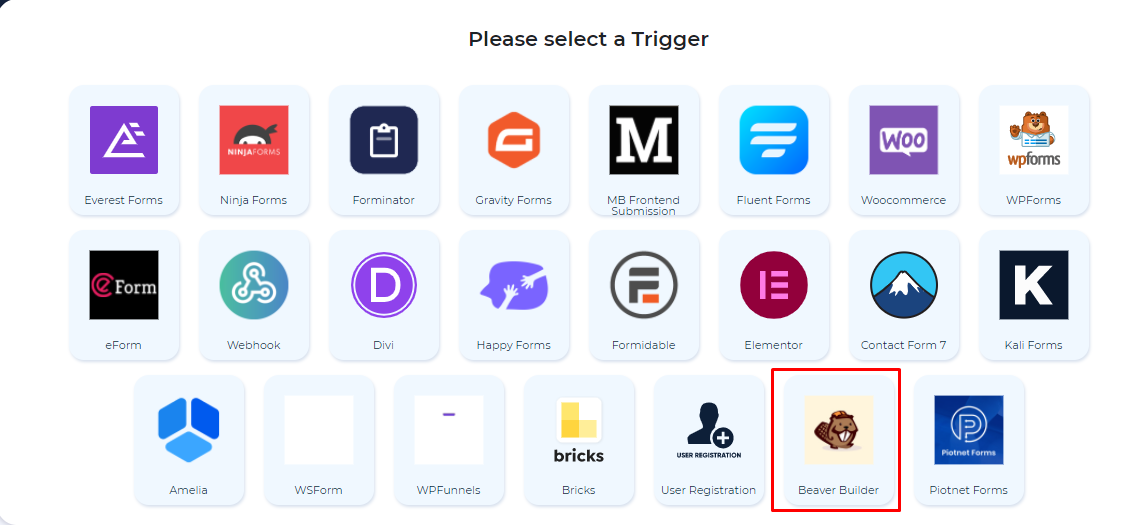 Please select a Trigger
NINJAFORMS
M
WOO
wpforms
Everest Forms
Ninja Forms
Forminator
Gravity Forms
MB Frontend
Submission
Fluent Forms
Woocommerce
WPForms
eForm
D
K
eForm
Webhook
Divi
Happy Forms
Formidable
Elementor
Contact Form 7
Kali Forms
bricks
USER REGISTRATION
Piotnet Forms
Amelia
WSForm
WPFunnels
Bricks
User Registration
Beaver Builder
Piotnet Forms